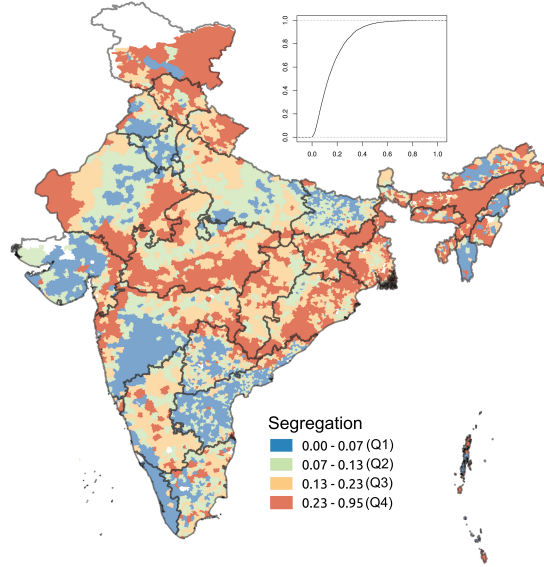 1.0
0.8
0.6
0.4
0.2
0.0
0.0 0.2 0.4 0.6 0.8 1.0
Segregation
0.00 - 0.07 (Q1)
0.07 - 0.13 (Q2)
0.13 - 0.23 (Q3)
0.23 - 0.95 (Q4)